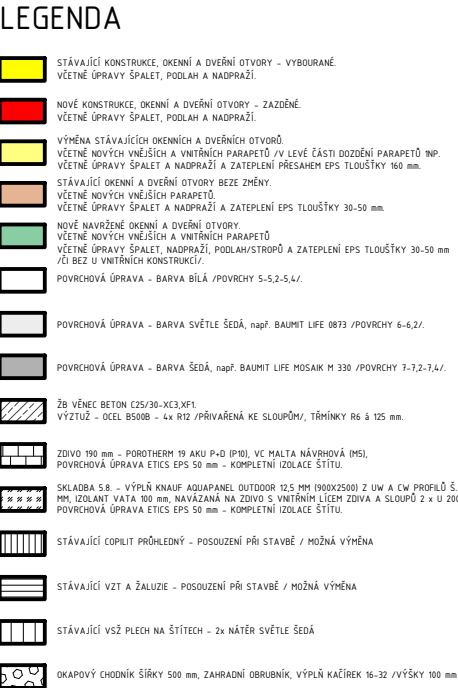 LEGENDA
STÁVAJÍCÍ KONSTRUKCE, OKENNÍ A DVEŘNÍ OTVORY – VYBOURANÉ.
VČETNĚ ÚPRAVY ŠPALET, PODLAH A NADPRAŽÍ.
NOVÉ KONSTRUKCE, OKENNÍ A DVEŘNÍ OTVORY – ZAZDĚNÉ.
VČETNĚ ÚPRAVY ŠPALET, PODLAH A NADPRAŽÍ.
VÝMĚNA STÁVAJÍCÍCH OKENNÍCH A DVEŘNÍCH OTVORŮ.
VČETNĚ NOVÝCH VNĚJŠÍCH A VNITŘNÍCH PARAPETŮ /V LEVÉ ČÁSTI DOZDĚNÍ PARAPETŮ 1NP.
VČETNĚ ÚPRAVY ŠPALET A NADPRAŽÍ A ZATEPLENÍ PŘESAHEM EPS TLOUŠŤKY 160 mm.
STÁVAJÍCÍ OKENNÍ A DVEŘNÍ OTVORY BEZE ZMĚNY.
VČETNĚ NOVÝCH VNĚJŠÍCH PARAPETŮ.
VČETNĚ ÚPRAVY ŠPALET A NADPRAŽÍ A ZATEPLENÍ EPS TLOUŠŤKY 30-50 mm.
NOVĚ NAVRŽENÉ OKENNÍ A DVEŘNÍ OTVORY.
VČETNĚ NOVÝCH VNĚJŠÍCH A VNITŘNÍCH PARAPETŮ
VČETNĚ ÚPRAVY ŠPALET, NADPRAŽÍ, PODLAH/STROPŮ A ZATEPLENÍ EPS TLOUŠŤKY 30-50 mm
/ČI BEZ U VNITŘNÍCH KONSTRUKCÍ/.
POVRCHOVÁ ÚPRAVA – BARVA BÍLÁ /POVRCHY 5-5,2-5,4/.
POVRCHOVÁ ÚPRAVA – BARVA SVĚTLE ŠEDÁ, např. BAUMIT LIFE 0873 /POVRCHY 6-6,2/.
POVRCHOVÁ ÚPRAVA – BARVA ŠEDÁ, např. BAUMIT LIFE MOSAIK M 330 /POVRCHY 7-7,2-7,4/.
ŽB VĚNEC BETON C25/30-XC3,XF1.
VÝZTUŽ – OCEL B500B – 4x R12 /PŘIVAŘENÁ KE SLOUPŮM/, TŘMÍNKY R6 á 125 mm.
ZDIVO 190 mm – POROTHERM 19 AKU P+D (P10), VC MALTA NÁVRHOVÁ (M5),
POVRCHOVÁ ÚPRAVA ETICS EPS 50 mm – KOMPLETNÍ IZOLACE ŠTÍTU.
SKLADBA 5.8. – VÝPLŇ KNAUF AQUAPANEL OUTDOOR 12,5 MM (900X2500) Z UW A CW PROFILŮ Š.
MM, IZOLANT VATA 100 mm, NAVÁZANÁ NA ZDIVO S VNITŘNÍM LÍCEM ZDIVA A SLOUPŮ 2 x U 200
POVRCHOVÁ ÚPRAVA ETICS EPS 50 mm – KOMPLETNÍ IZOLACE ŠTÍTU.
STÁVAJÍCÍ COPILIT PRŮHLEDNÝ – POSOUZENÍ PŘI STAVBĚ / MOŽNÁ VÝMĚNA
STÁVAJÍCÍ VZT A ŽALUZIE – POSOUZENÍ PŘI STAVBĚ / MOŽNÁ VÝMĚNA
STÁVAJÍCÍ VSŽ PLECH NA ŠTÍTECH – 2x NÁTĚR SVĚTLE ŠEDÁ
OKAPOVÝ CHODNÍK ŠÍŘKY 500 mm, ZAHRADNÍ OBRUBNÍK, VÝPLŇ KAČÍREK 16-32 /VÝŠKY 100 mm